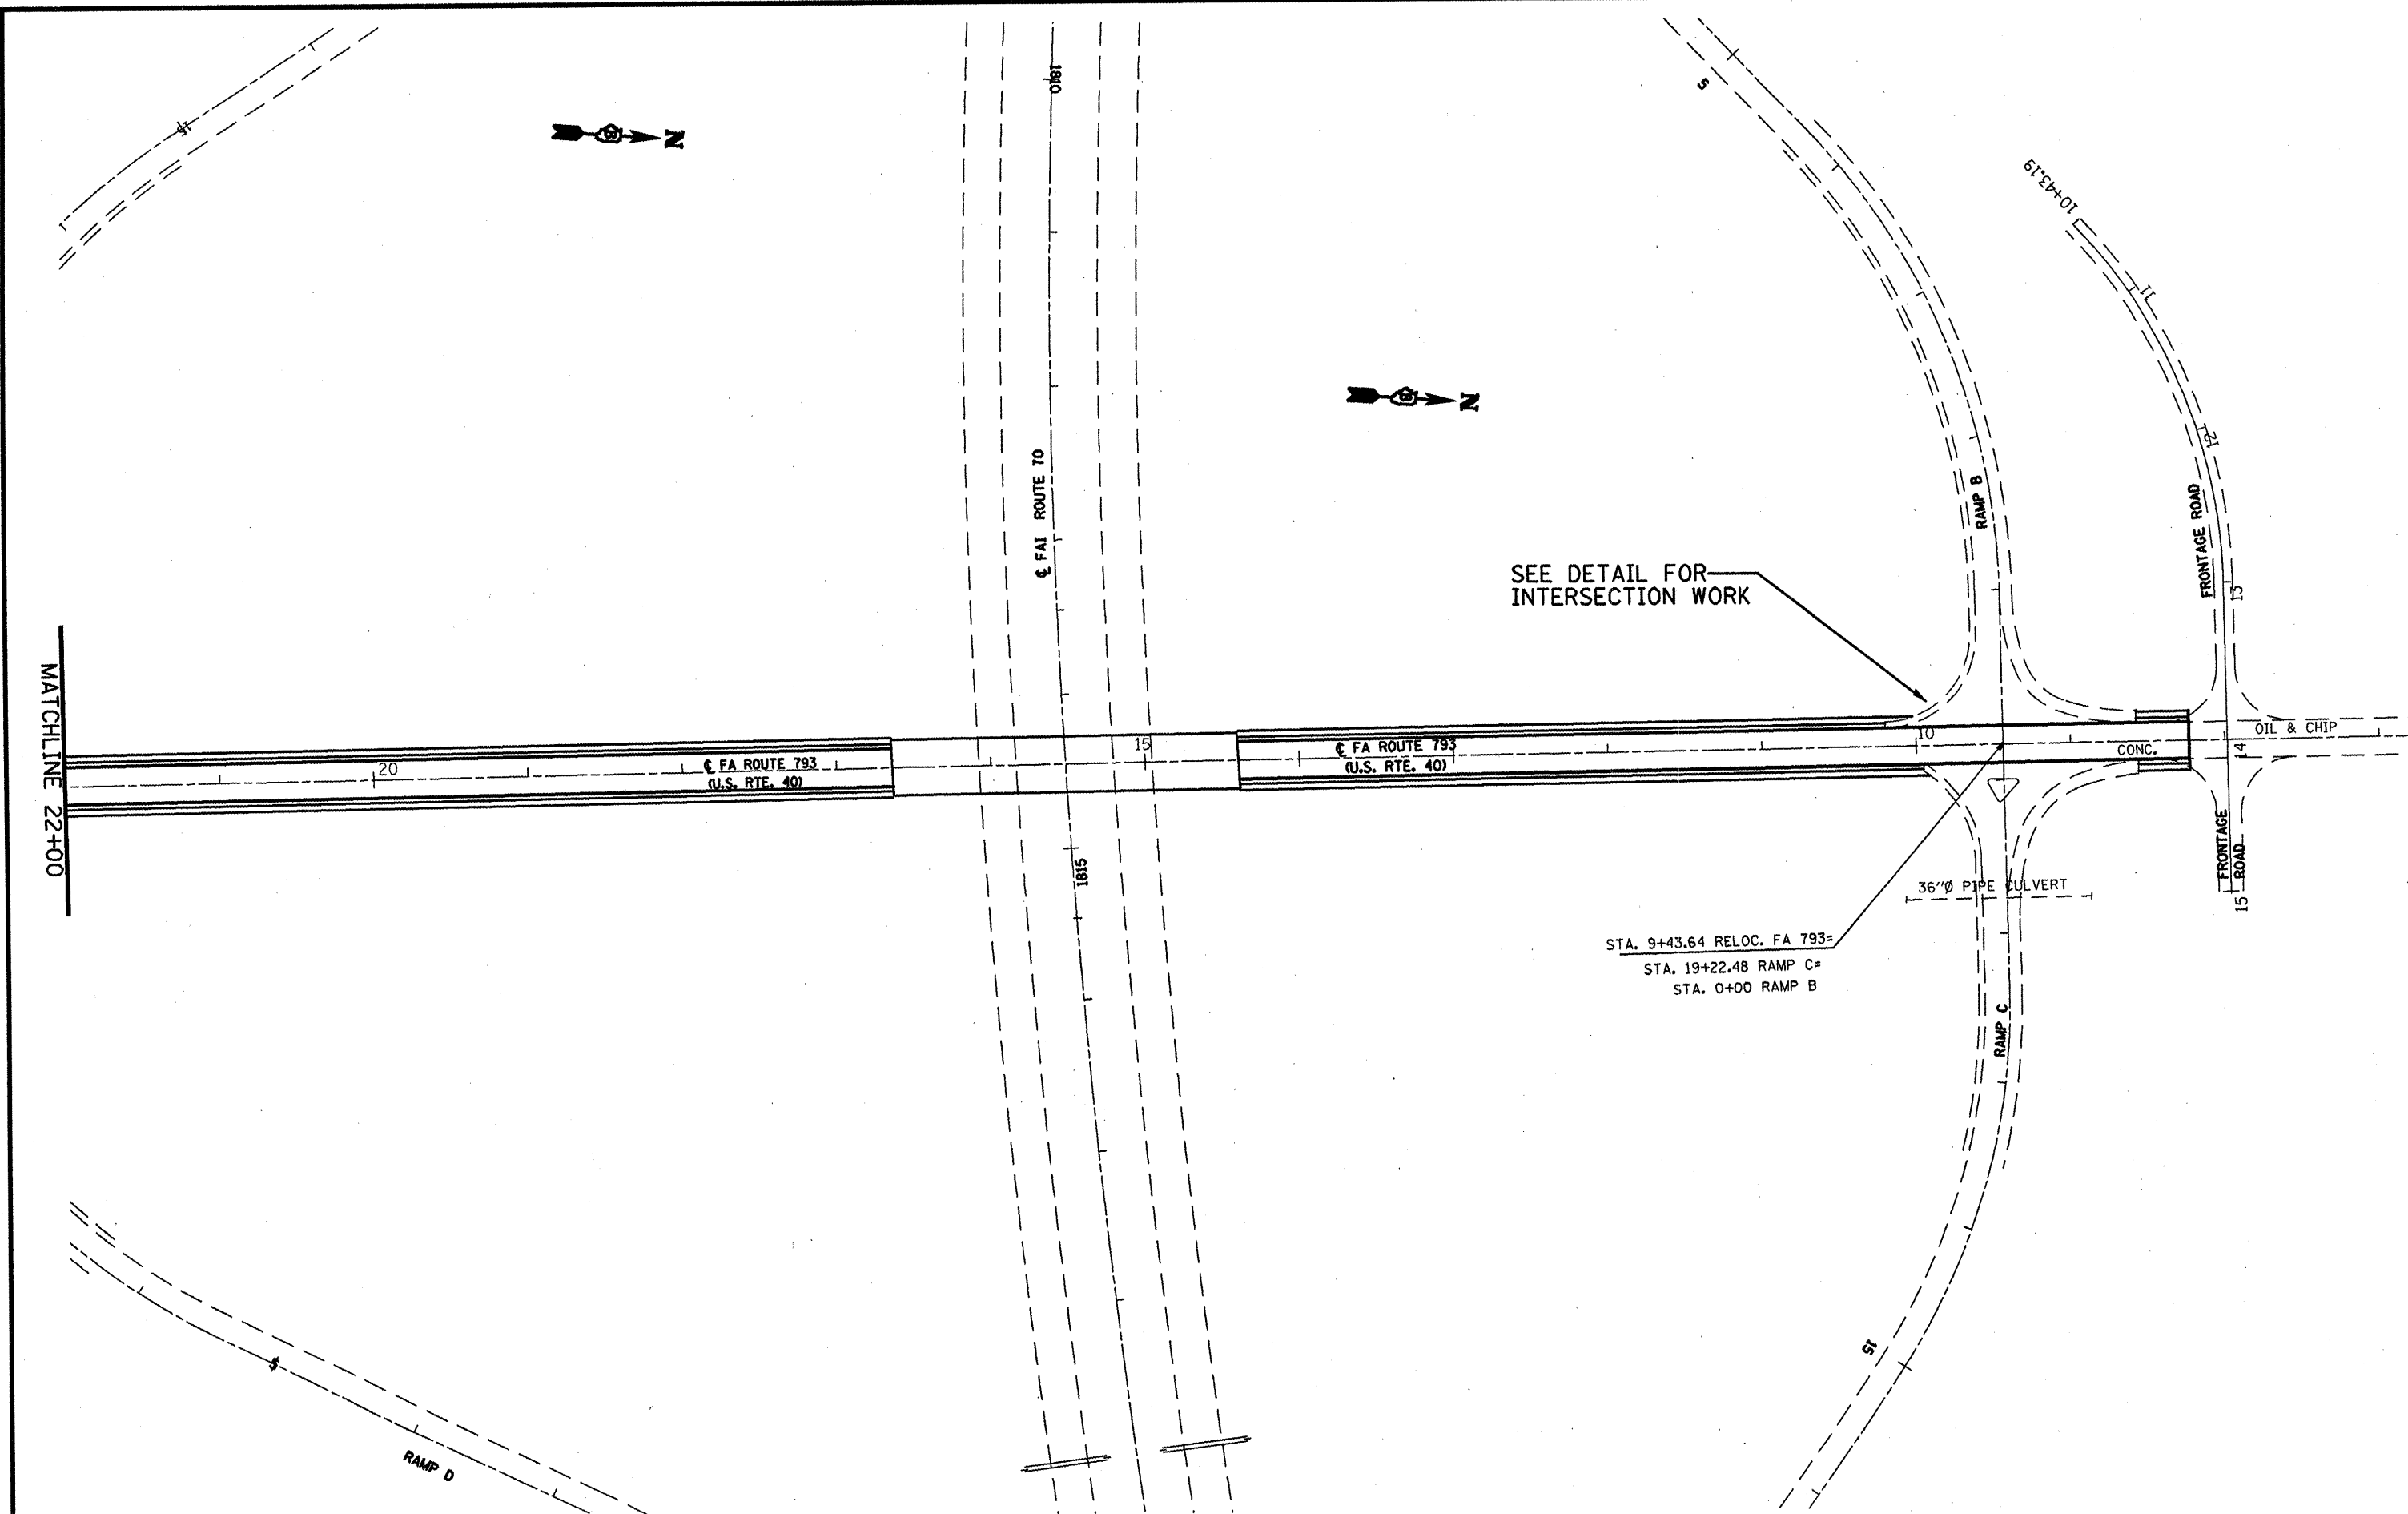 1810
5
5
N
10+43.19
11
N
12
℄ FAI ROUTE 70
RAMP B
FRONTAGE ROAD
SEE DETAIL FOR
INTERSECTION WORK
13
MATCHLINE 22+00
20
℄ FA ROUTE 793
(U.S. RTE. 40)
15
℄ FA ROUTE 793
(U.S. RTE. 40)
10
OIL & CHIP
CONC.
14
1815
FRONTAGE
ROAD
36"Ø PIPE CULVERT
15
STA. 9+43.64 RELOC. FA 793=
STA. 19+22.48 RAMP C=
STA. 0+00 RAMP B
RAMP C
15
5
RAMP D